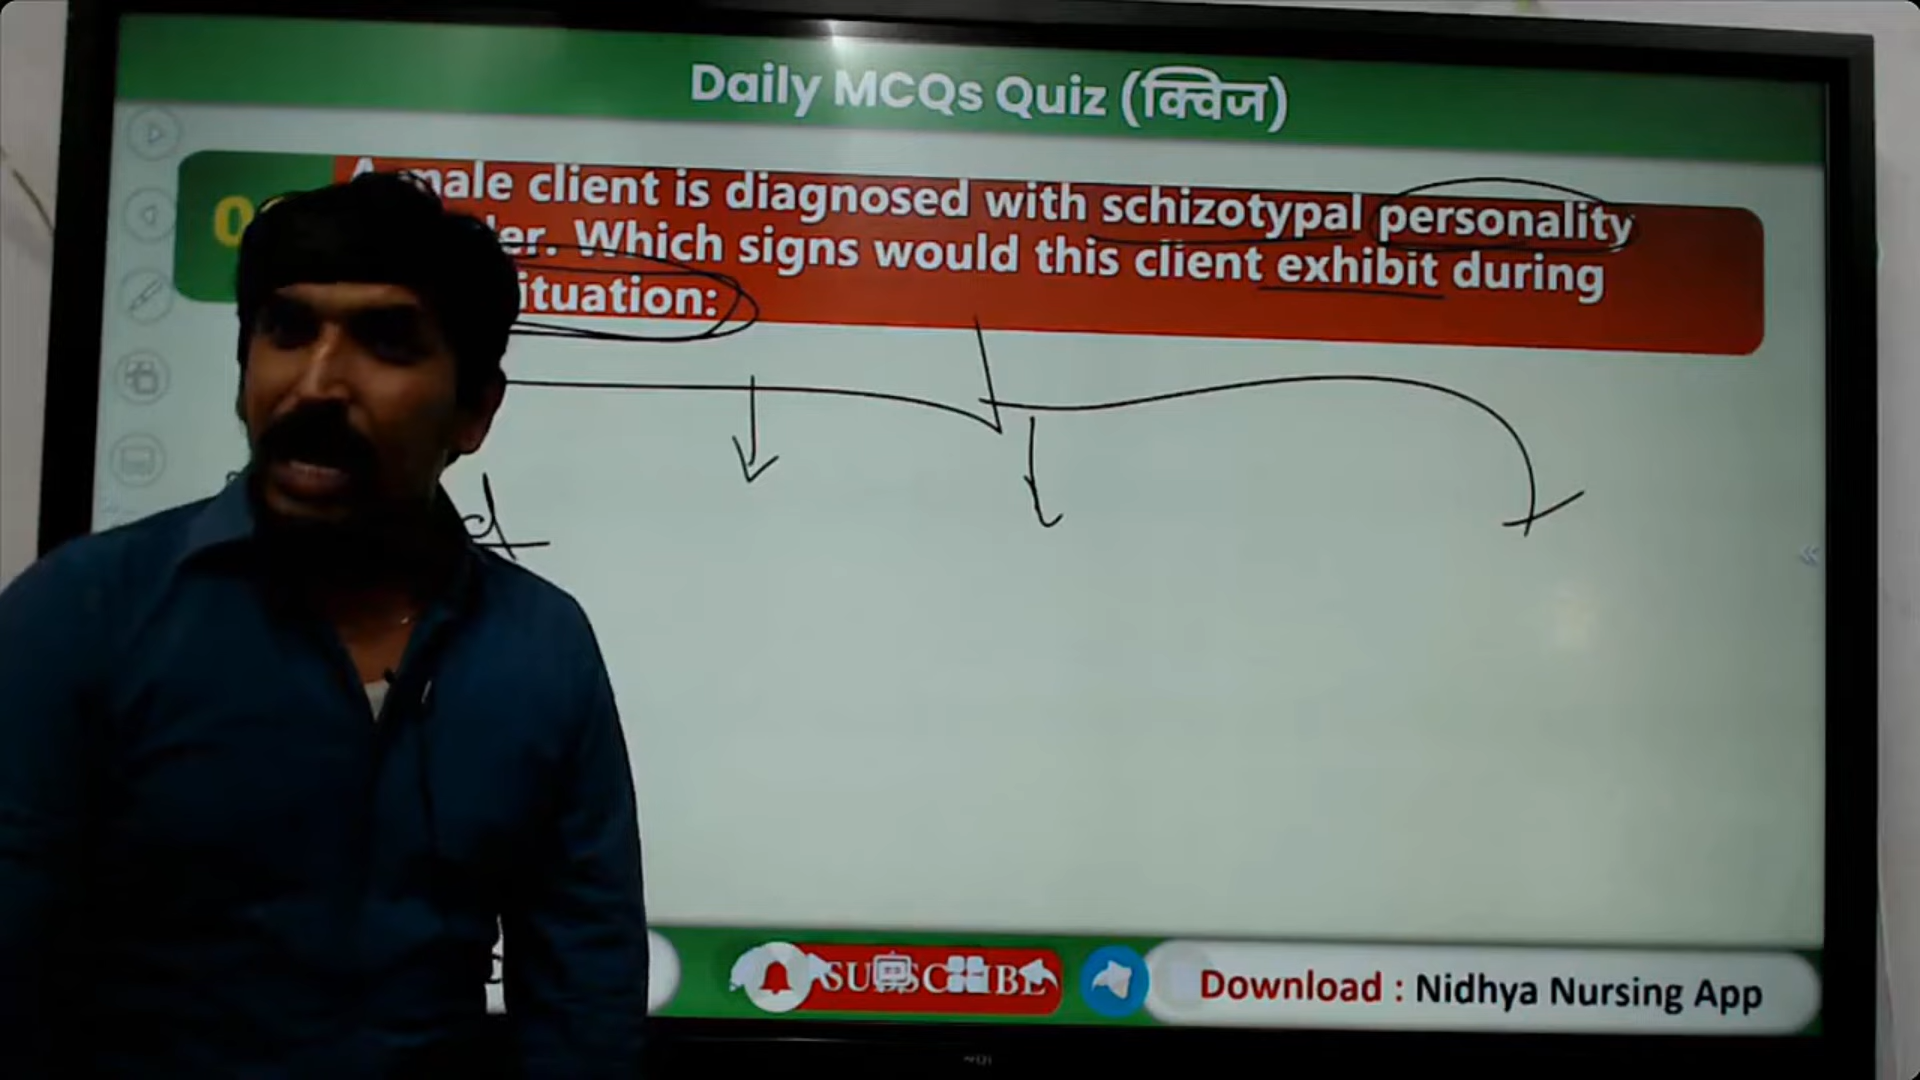 Daily MCQs Quiz (क्विज)
male client is diagnosed with schizotypal personality
Which signs would this client exhibit during
ituation:
SUBSCRIBE
Download : Nidhya Nursing App